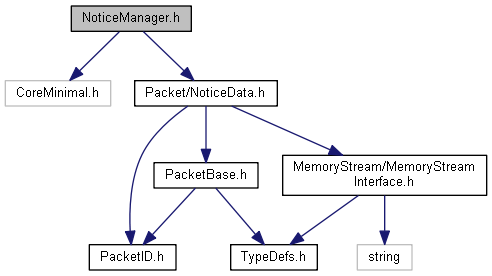 NoticeManager.h
CoreMinimal.h
Packet/NoticeData.h
PacketBase.h
MemoryStream/MemoryStream
Interface.h
PacketID.h
TypeDefs.h
string